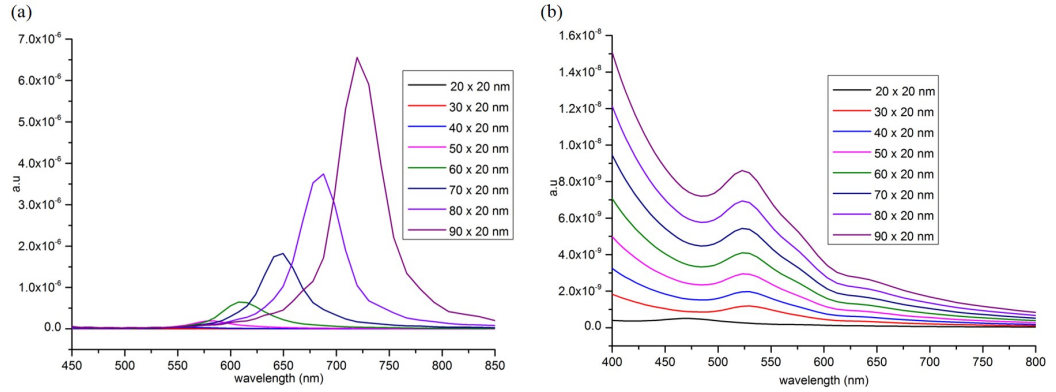 (a)
7.0x10⁻⁶
6.0x10⁻⁶
5.0x10⁻⁶
4.0x10⁻⁶
3.0x10⁻⁶
2.0x10⁻⁶
1.0x10⁻⁶
0.0
a.u
450 500 550 600 650 700 750 800 850
wavelength (nm)
20 x 20 nm
30 x 20 nm
40 x 20 nm
50 x 20 nm
60 x 20 nm
70 x 20 nm
80 x 20 nm
90 x 20 nm
(b)
1.6x10⁻⁸
1.4x10⁻⁸
1.2x10⁻⁸
1.0x10⁻⁸
8.0x10⁻⁹
6.0x10⁻⁹
4.0x10⁻⁹
2.0x10⁻⁹
0.0
a.u
400 450 500 550 600 650 700 750 800
wavelength (nm)
20 x 20 nm
30 x 20 nm
40 x 20 nm
50 x 20 nm
60 x 20 nm
70 x 20 nm
80 x 20 nm
90 x 20 nm